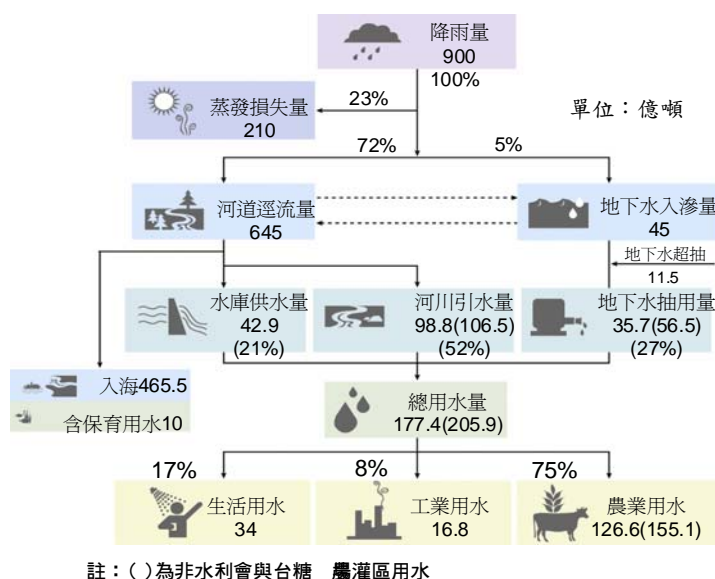 降雨量
900
100%
23%
蒸發損失量
210
單位：億噸
72%
5%
河道逕流量
645
地下水入滲量
45
地下水超抽
11.5
水庫供水量
42.9
(21%)
河川引水量
98.8(106.5)
(52%)
地下水抽用量
35.7(56.5)
(27%)
入海465.5
含保育用水10
總用水量
177.4(205.9)
17%
8%
75%
生活用水
34
工業用水
16.8
農業用水
126.6(155.1)
註：( )為非水利會與台糖 灌區用水